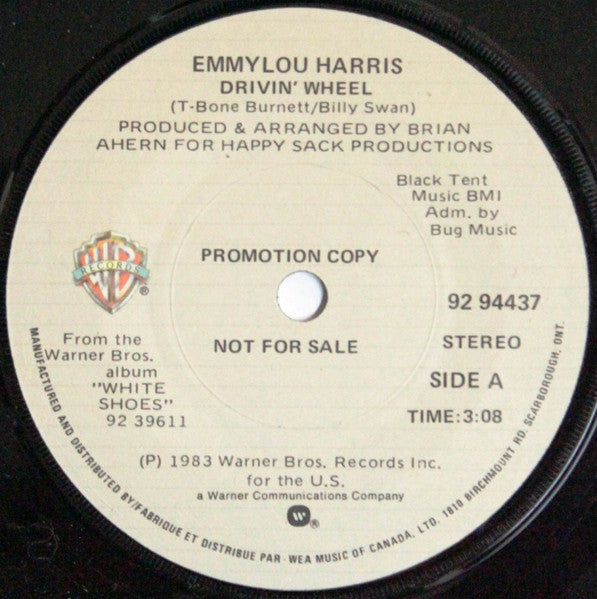 EMMYLOU HARRIS
DRIVIN' WHEEL
(T-Bone Burnett/Billy Swan)
PRODUCED & ARRANGED BY BRIAN
AHERN FOR HAPPY SACK PRODUCTIONS
Black Tent
Music BMI
Adm. by
Bug Music
PROMOTION COPY
RECORDS
®
92 94437
NOT FOR SALE
STEREO
SIDE A
TIME:3:08
From the
Warner Bros.
album
"WHITE
SHOES"
92 39611
(P) 1983 Warner Bros. Records Inc.
for the U.S.
a Warner Communications Company
®
MANUFACTURED AND DISTRIBUTED BY/FABRIQUE ET DISTRIBUE PAR - WEA MUSIC OF CANADA, LTD. 1810 BIRCHMOUNT RD. SCARBOROUGH, ONT.